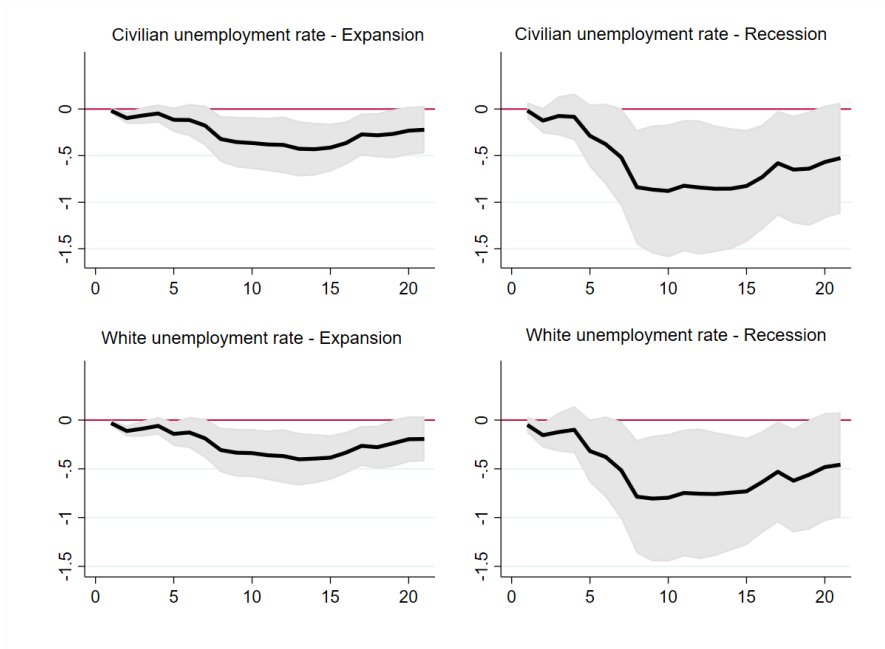 Civilian unemployment rate - Expansion
0
-.5
-1
-1.5
0 5 10 15 20
Civilian unemployment rate - Recession
0
-.5
-1
-1.5
0 5 10 15 20
White unemployment rate - Expansion
0
-.5
-1
-1.5
0 5 10 15 20
White unemployment rate - Recession
0
-.5
-1
-1.5
0 5 10 15 20